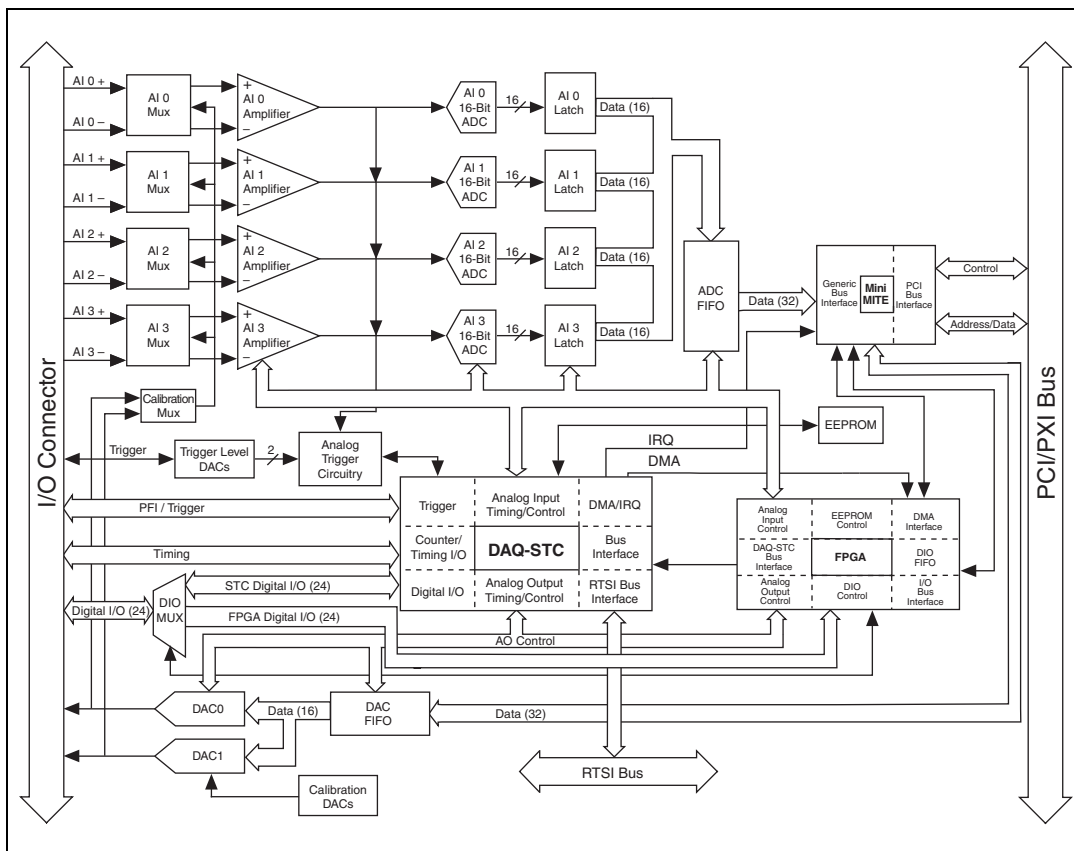 I/O Connector
PCI/PXI Bus
AI 0 +
AI 0 –
AI 0
Mux
+
AI 0
Amplifier
–
AI 0
16-Bit
ADC
16
AI 0
Latch
Data (16)
AI 1 +
AI 1 –
AI 1
Mux
+
AI 1
Amplifier
–
AI 1
16-Bit
ADC
16
AI 1
Latch
Data (16)
AI 2 +
AI 2 –
AI 2
Mux
+
AI 2
Amplifier
–
AI 2
16-Bit
ADC
16
AI 2
Latch
Data (16)
AI 3 +
AI 3 –
AI 3
Mux
+
AI 3
Amplifier
–
AI 3
16-Bit
ADC
16
AI 3
Latch
Data (16)
ADC
FIFO
Data (32)
Generic
Bus
Interface
Mini
MITE
PCI
Bus
Interface
Control
Address/Data
Calibration
Mux
Trigger
Trigger Level
DACs
2
Analog
Trigger
Circuitry
EEPROM
IRQ
DMA
PFI / Trigger
Timing
STC Digital I/O (24)
Digital I/O (24)
DIO
MUX
FPGA Digital I/O (24)
Trigger
Analog Input
Timing/Control
DMA/IRQ
Counter/
Timing I/O
DAQ-STC
Bus
Interface
Digital I/O
Analog Output
Timing/Control
RTSI Bus
Interface
Analog
Input
Control
EEPROM
Control
DMA
Interface
DAQ-STC
Bus
Interface
FPGA
DIO
FIFO
Analog
Output
Control
DIO
Control
I/O
Bus
Interface
AO Control
DAC0
Data (16)
DAC
FIFO
Data (32)
DAC1
Calibration
DACs
RTSI Bus